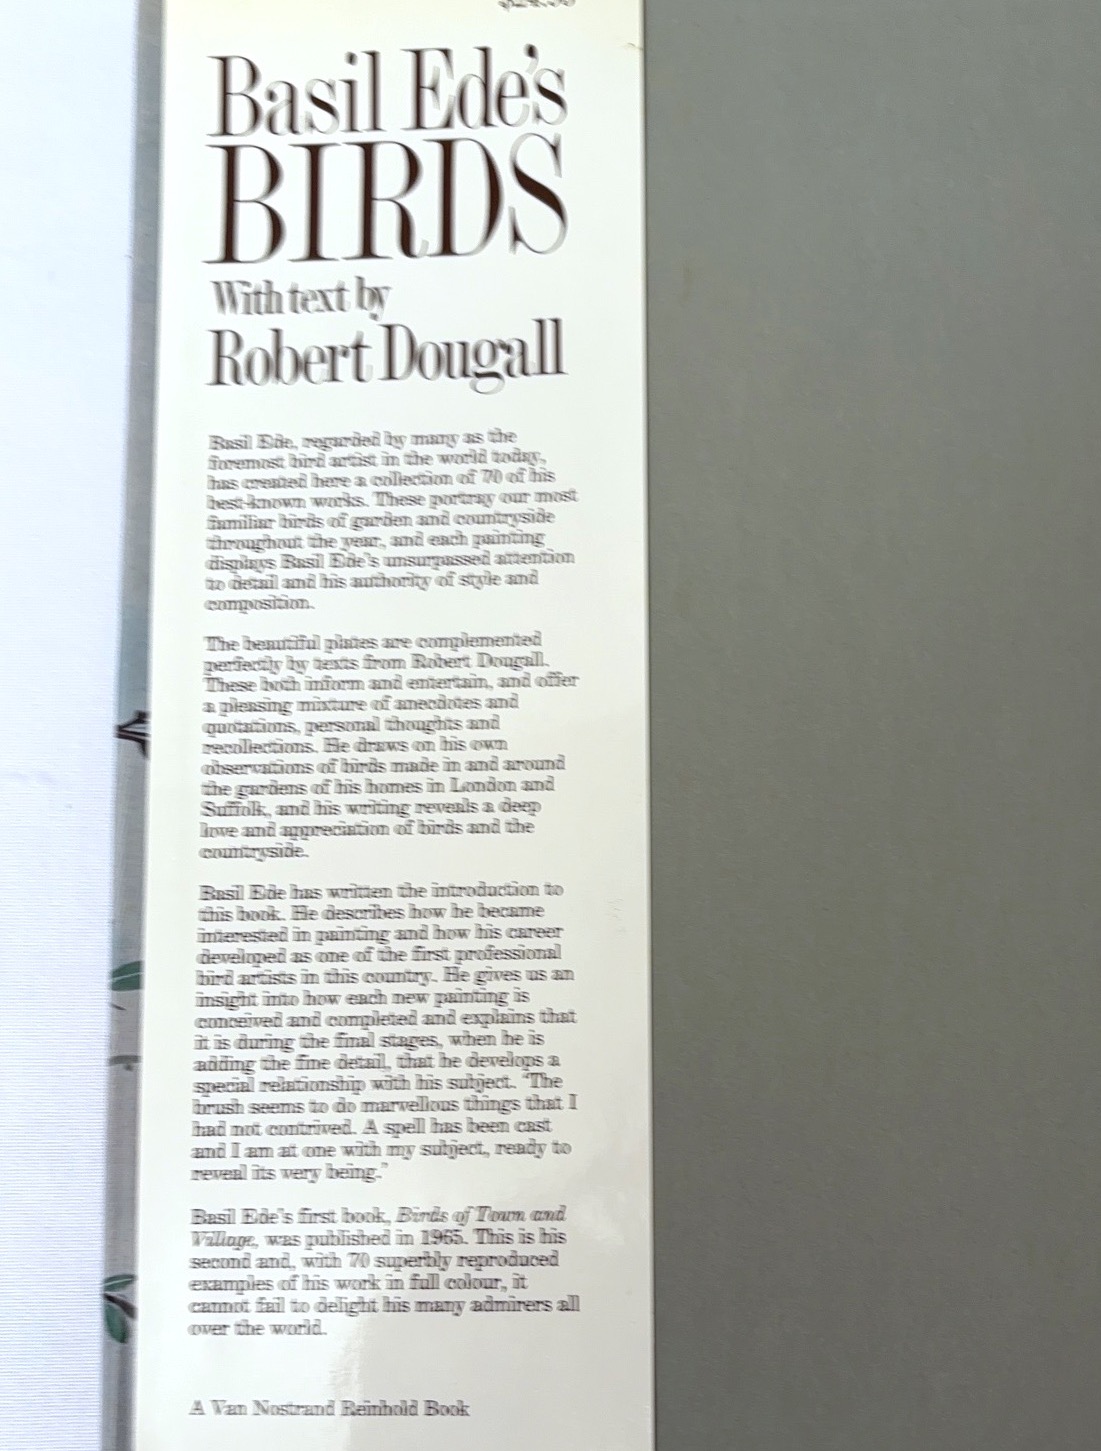 Basil Ede's
BIRDS
With text by
Robert Dougall
Basil Ede, regarded by many as the
foremost bird artist in the world today,
has created here a collection of 70 of his
best-known works. These portray our most
familiar birds of garden and countryside
throughout the year, and each painting
displays Basil Ede's unsurpassed attention
to detail and his authority of style and
composition.
The beautiful plates are complemented
perfectly by texts from Robert Dougall.
These both inform and entertain, and offer
a pleasing mixture of anecdotes and
quotations, personal thoughts and
recollections. He draws on his own
observations of birds made in and around
the gardens of his homes in London and
Suffolk, and his writing reveals a deep
love and appreciation of birds and the
countryside.
Basil Ede has written the introduction to
this book. He describes how he became
interested in painting and how his career
developed as one of the first professional
bird artists in this country. He gives us an
insight into how each new painting is
conceived and completed and explains that
it is during the final stages, when he is
adding the fine detail, that he develops a
special relationship with his subject. "The
brush seems to do marvellous things that I
had not contrived. A spell has been cast
and I am at one with my subject, ready to
reveal its very being."
Basil Ede's first book, Birds of Town and
Village, was published in 1965. This is his
second and, with 70 superbly reproduced
examples of his work in full colour, it
cannot fail to delight his many admirers all
over the world.
A Van Nostrand Reinhold Book